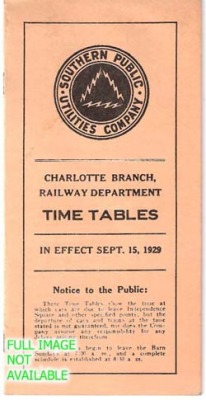 SOUTHERN PUBLIC
UTILITIES COMPANY
CHARLOTTE BRANCH,
RAILWAY DEPARTMENT
TIME TABLES
IN EFFECT SEPT. 15, 1929
Notice to the Public:
These Time Tables show the time at
which cars are due to leave Independence
Square and other specified points, but the
departure of cars and trains at the time
stated is not guaranteed, nor does the Com-
pany assume any responsibility for any
begin to leave the Barn
Sundays at a. m., and a complete
schedule is established at a. m.
FULL IMAGE
NOT
AVAILABLE